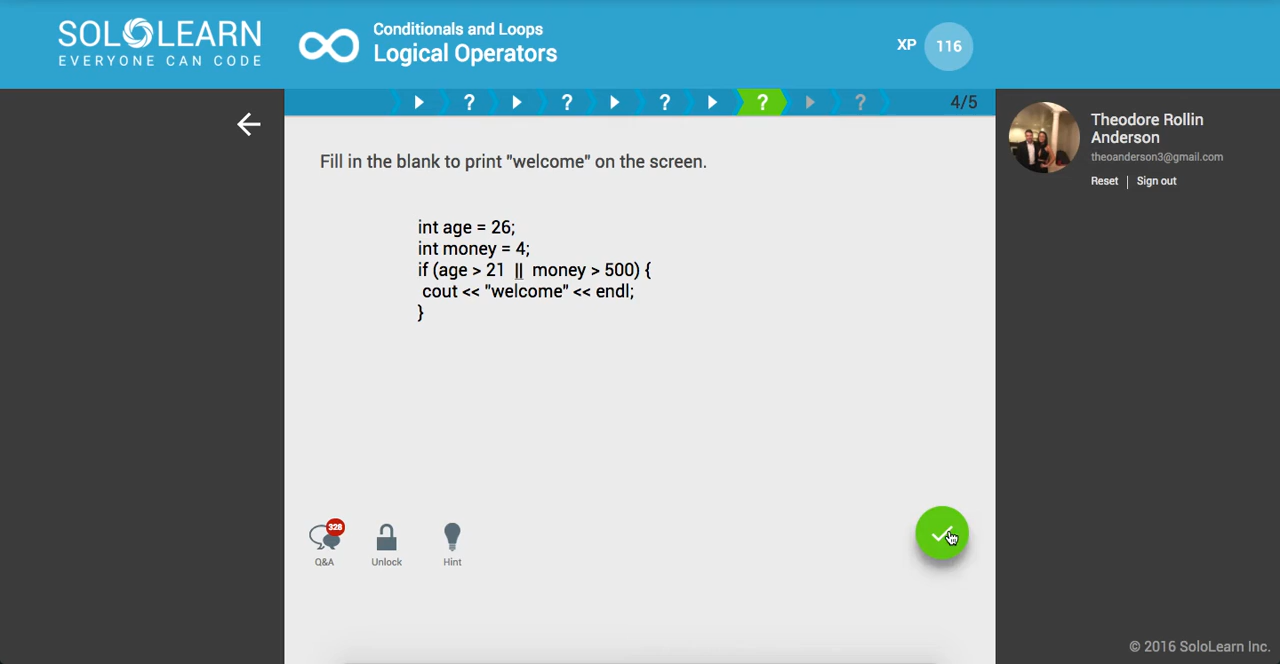 SOLOLEARN
EVERYONE CAN CODE
Conditionals and Loops
Logical Operators
XP 116
? ? ? ? ? 4/5
Theodore Rollin
Anderson
theoanderson3@gmail.com
Reset | Sign out
Fill in the blank to print "welcome" on the screen.
int age = 26;
int money = 4;
if (age > 21 || money > 500) {
cout << "welcome" << endl;
}
328
Q&A Unlock Hint
© 2016 SoloLearn Inc.